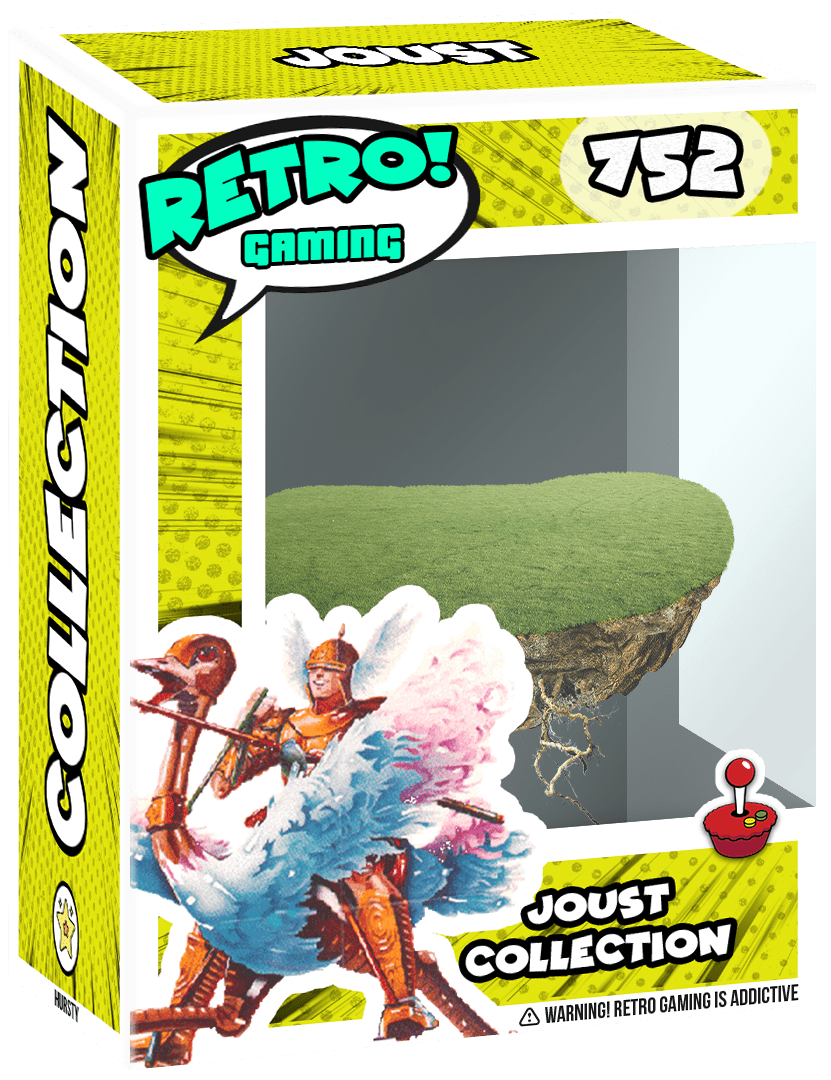 JOUST
RETRO!
GAMING
752
COLLECTION
JOUST
COLLECTION
WARNING! RETRO GAMING IS ADDICTIVE
HURSTY